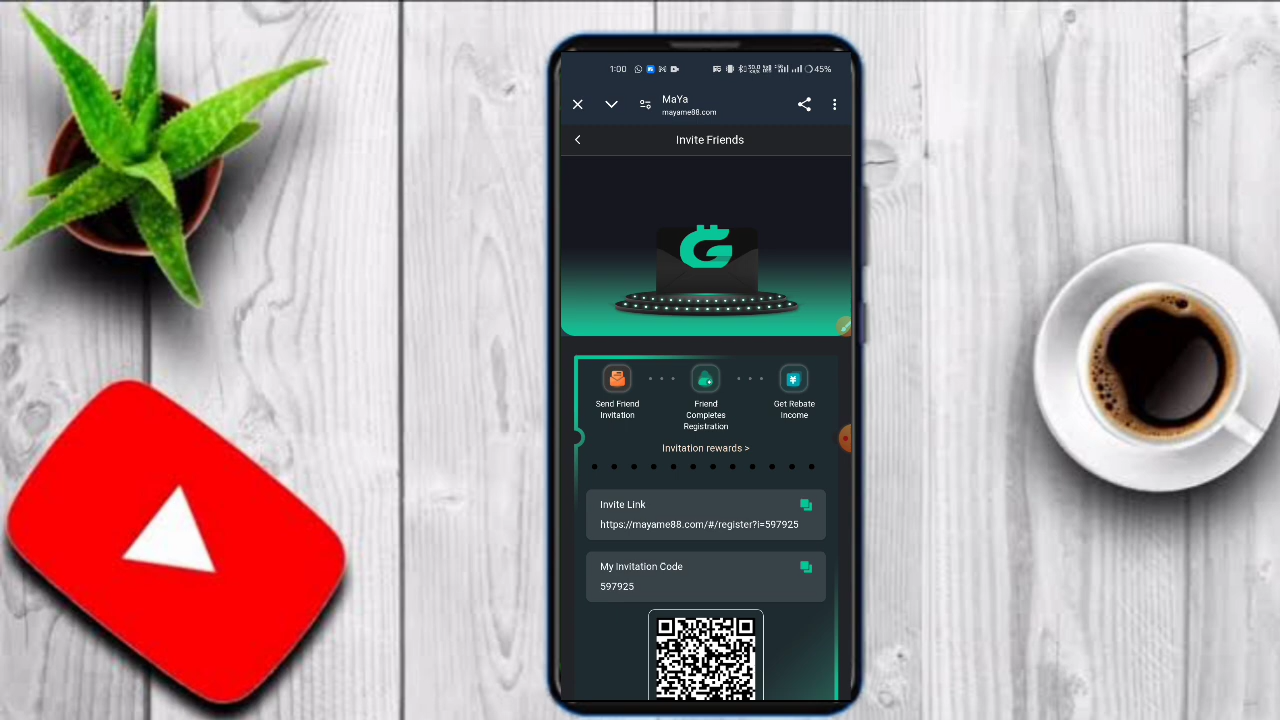 1:00
45%
MaYa
mayame88.com
Invite Friends
Send Friend
Invitation
Friend
Completes
Registration
Get Rebate
Income
Invitation rewards >
Invite Link
https://mayame88.com/#/register?i=597925
My Invitation Code
597925